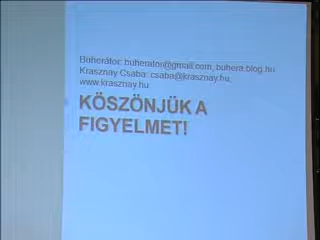 Buherátor: buherator@gmail.com, buhera.blog.hu
Krasznay Csaba: csaba@krasznay.hu,
www.krasznay.hu
KÖSZÖNJÜK A
FIGYELMET!